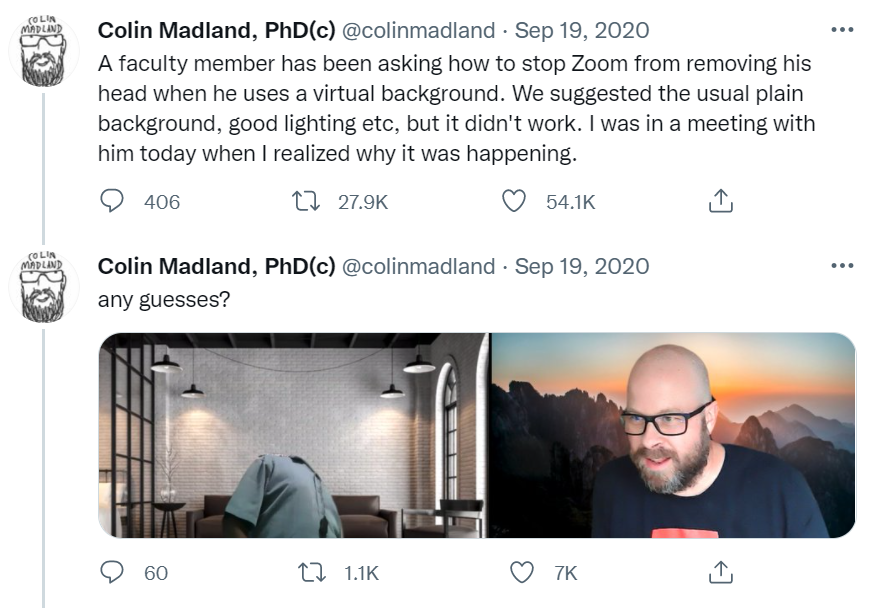 COLIN
MADLAND
Colin Madland, PhD(c) @colinmadland · Sep 19, 2020
A faculty member has been asking how to stop Zoom from removing his
head when he uses a virtual background. We suggested the usual plain
background, good lighting etc, but it didn't work. I was in a meeting with
him today when I realized why it was happening.
406 27.9K 54.1K
COLIN
MADLAND
Colin Madland, PhD(c) @colinmadland · Sep 19, 2020
any guesses?
60 1.1K 7K